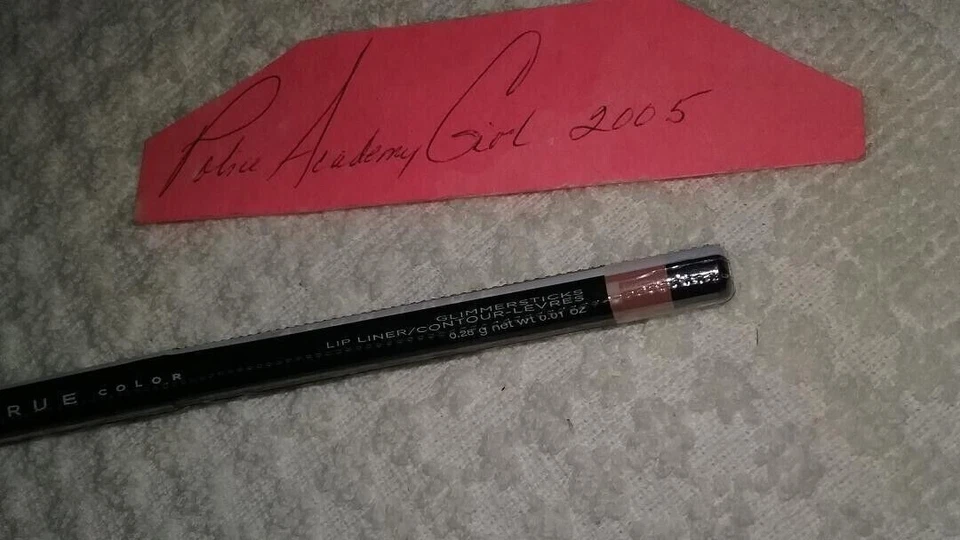 Police Academy Girl 2005
GLIMMERSTICKS
LIP LINER/CONTOUR-LEVRES
0.28 g net wt 0.01 oz
RUE COLOR